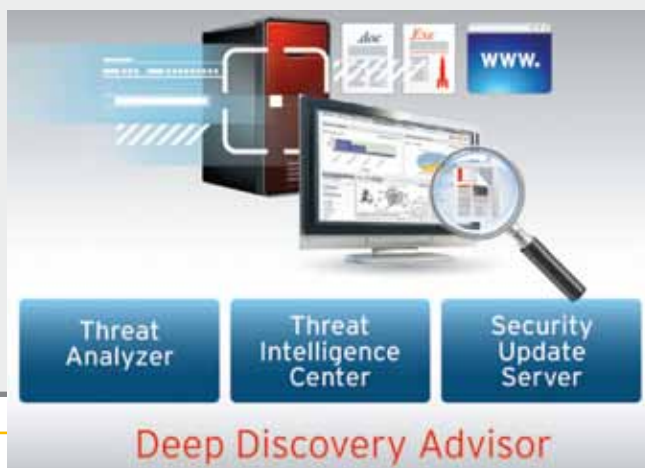 .doc
.Exe
www.
Threat
Analyzer
Threat
Intelligence
Center
Security
Update
Server
Deep Discovery Advisor